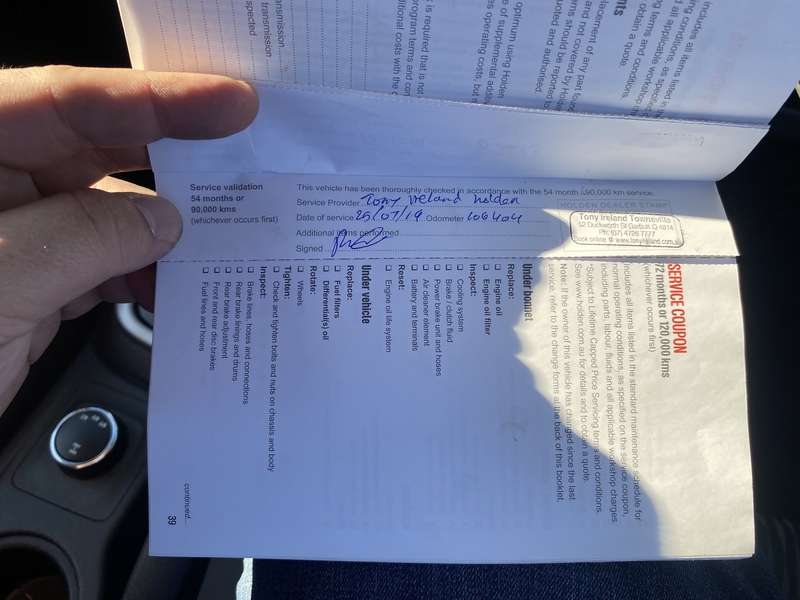 Service validation
54 months or
90,000 kms
(whichever occurs first)
This vehicle has been thoroughly checked in accordance with the 54 month / 90,000 km service.
Service Provider Tony Ireland Holden
Date of service 25/07/19 Odometer 106404
Additional items performed
Signed
HOLDEN DEALER STAMP
Tony Ireland Townsville
52 Duckworth St Garbutt Q 4814
Ph: (07) 4726 7777
Book online @ www.tonyireland.com.au
SERVICE COUPON
72 months or 120,000 kms
(whichever occurs first)
Includes all items listed in the standard maintenance schedule for
normal operating conditions, as specified on the service coupon,
including parts, labour, fluids and all applicable workshop charges.
*Subject to Lifetime Capped Price Servicing terms and conditions.
See www.holden.com.au for details and to obtain a quote.
Note: If the owner of this vehicle has changed since the last
service, refer to the change forms at the back of this booklet.
Under bonnet
Replace:
Engine oil
Engine oil filter
Inspect:
Cooling system
Brake / clutch fluid
Power brake unit and hoses
Air cleaner element
Battery and terminals
Reset:
Engine oil life system
Under vehicle
Replace:
Fuel filters
Differential(s) oil
Rotate:
Wheels
Tighten:
Check and tighten bolts and nuts on chassis and body
Inspect:
Brake lines, hoses and connections
Rear brake linings and drums
Rear brake adjustment
Front and rear disc brakes
Fuel lines and hoses
continued...
39